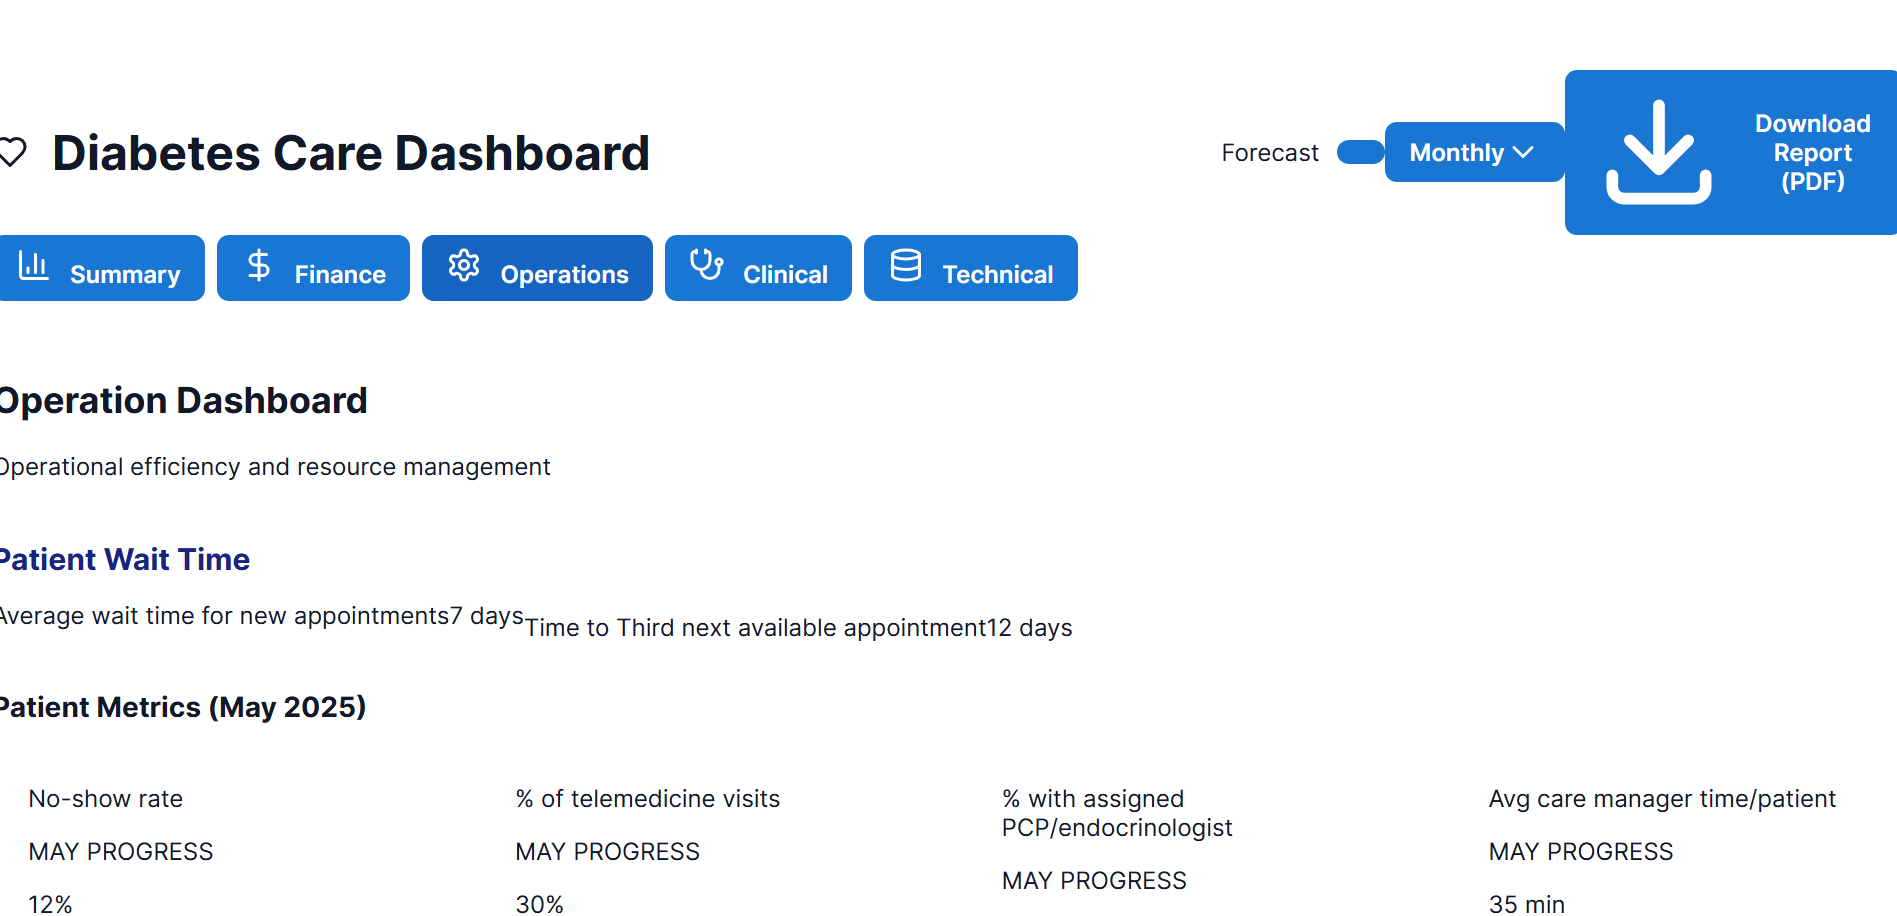 Diabetes Care Dashboard
Forecast
Monthly
Download
Report
(PDF)
Summary
Finance
Operations
Clinical
Technical
Operation Dashboard
Operational efficiency and resource management
Patient Wait Time
Average wait time for new appointments7 days
Time to Third next available appointment12 days
Patient Metrics (May 2025)
No-show rate
MAY PROGRESS
12%
% of telemedicine visits
MAY PROGRESS
30%
% with assigned
PCP/endocrinologist
MAY PROGRESS
Avg care manager time/patient
MAY PROGRESS
35 min